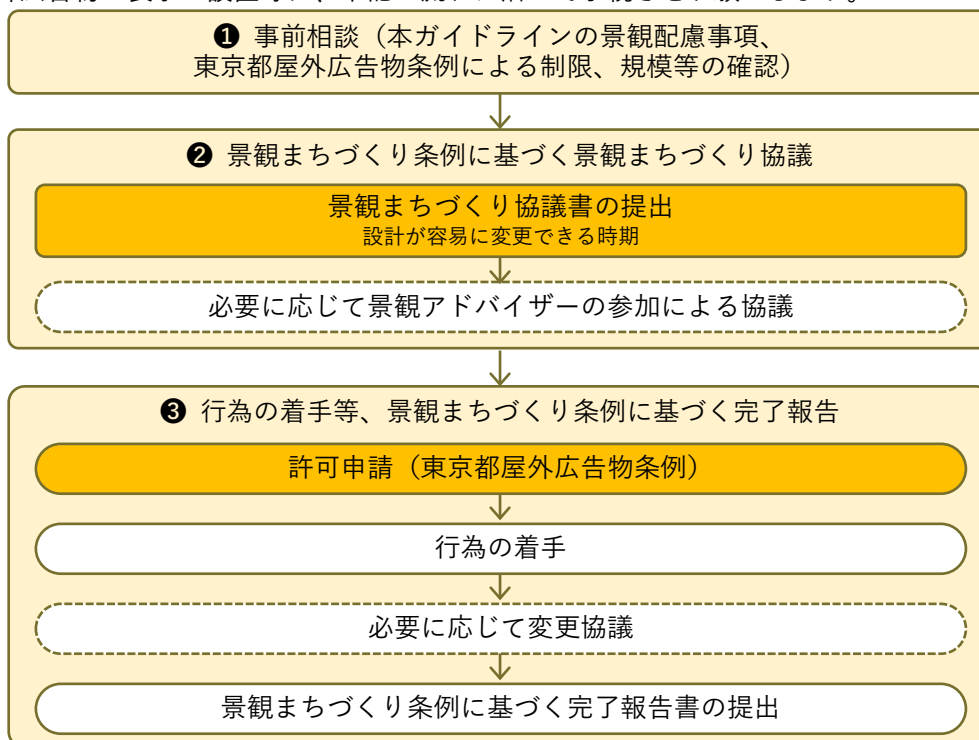 ❶ 事前相談（本ガイドラインの景観配慮事項、
東京都屋外広告物条例による制限、規模等の確認）
❷ 景観まちづくり条例に基づく景観まちづくり協議
景観まちづくり協議書の提出
設計が容易に変更できる時期
必要に応じて景観アドバイザーの参加による協議
❸ 行為の着手等、景観まちづくり条例に基づく完了報告
許可申請（東京都屋外広告物条例）
行為の着手
必要に応じて変更協議
景観まちづくり条例に基づく完了報告書の提出